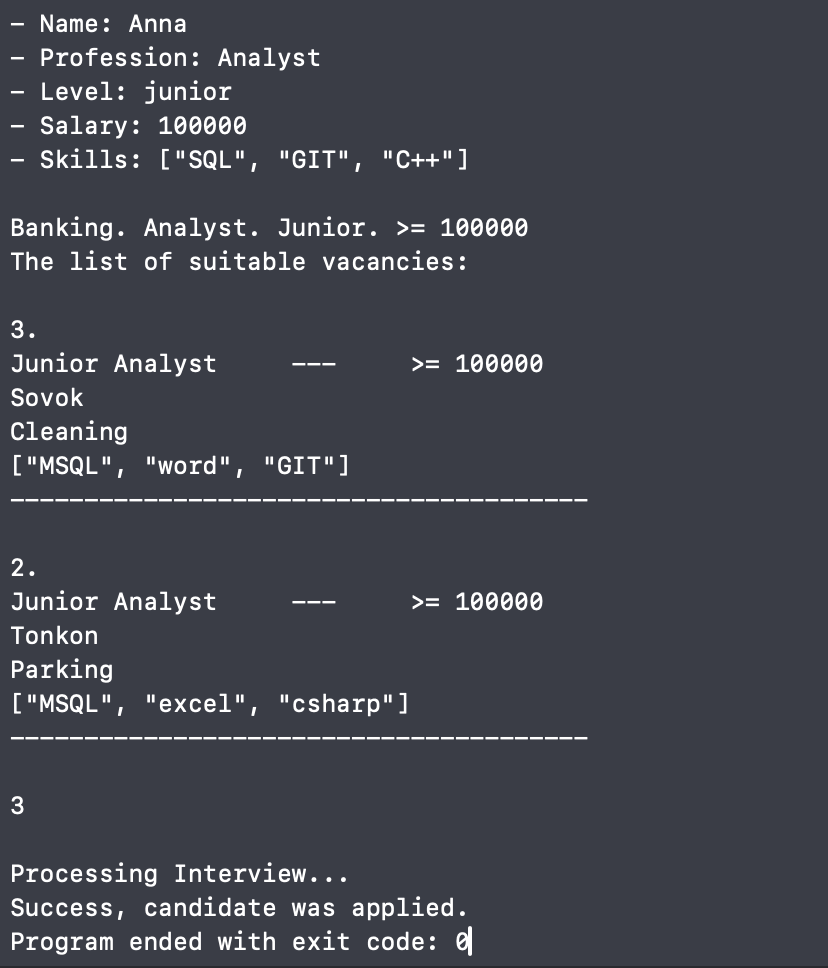 – Name: Anna
– Profession: Analyst
– Level: junior
– Salary: 100000
– Skills: ["SQL", "GIT", "C++"]
Banking. Analyst. Junior. >= 100000
The list of suitable vacancies:
3.
Junior Analyst     ---     >= 100000
Sovok
Cleaning
["MSQL", "word", "GIT"]
---------------------------------------
2.
Junior Analyst     ---     >= 100000
Tonkon
Parking
["MSQL", "excel", "csharp"]
---------------------------------------
3
Processing Interview...
Success, candidate was applied.
Program ended with exit code: 0